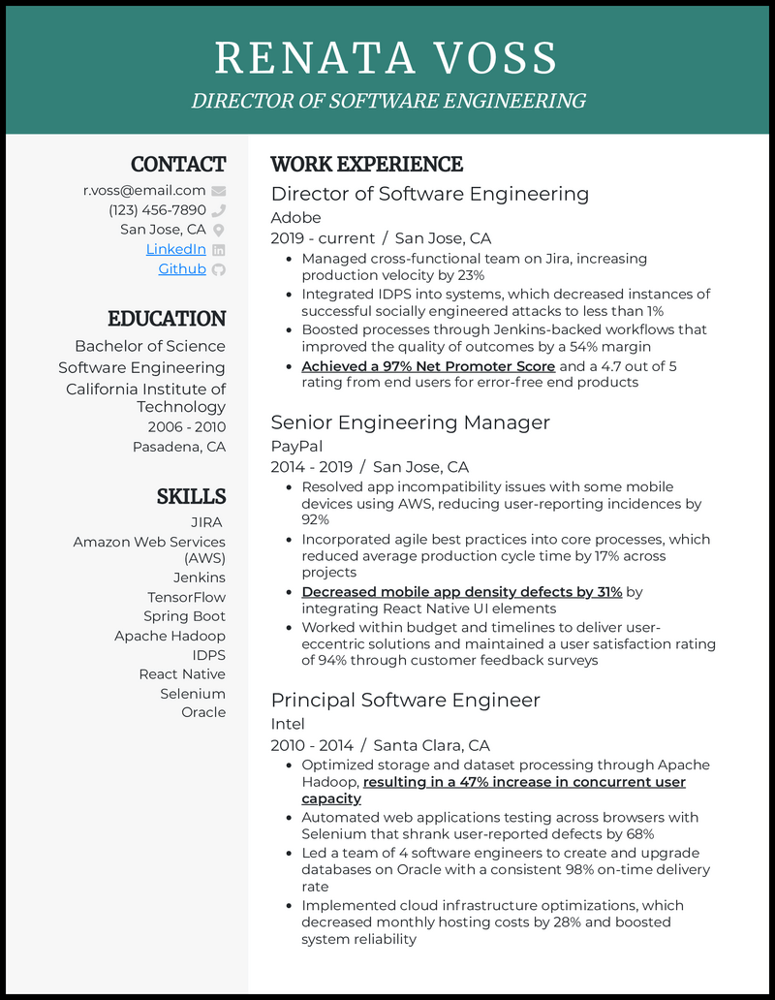 RENATA VOSS
DIRECTOR OF SOFTWARE ENGINEERING
CONTACT
r.voss@email.com
(123) 456-7890
San Jose, CA
LinkedIn
Github
EDUCATION
Bachelor of Science
Software Engineering
California Institute of
Technology
2006 - 2010
Pasadena, CA
SKILLS
JIRA
Amazon Web Services
(AWS)
Jenkins
TensorFlow
Spring Boot
Apache Hadoop
IDPS
React Native
Selenium
Oracle
WORK EXPERIENCE
Director of Software Engineering
Adobe
2019 - current / San Jose, CA
• Managed cross-functional team on Jira, increasing
production velocity by 23%
• Integrated IDPS into systems, which decreased instances of
successful socially engineered attacks to less than 1%
• Boosted processes through Jenkins-backed workflows that
improved the quality of outcomes by a 54% margin
• Achieved a 97% Net Promoter Score and a 4.7 out of 5
rating from end users for error-free end products
Senior Engineering Manager
PayPal
2014 - 2019 / San Jose, CA
• Resolved app incompatibility issues with some mobile
devices using AWS, reducing user-reporting incidences by
92%
• Incorporated agile best practices into core processes, which
reduced average production cycle time by 17% across
projects
• Decreased mobile app density defects by 31% by
integrating React Native UI elements
• Worked within budget and timelines to deliver user-
eccentric solutions and maintained a user satisfaction rating
of 94% through customer feedback surveys
Principal Software Engineer
Intel
2010 - 2014 / Santa Clara, CA
• Optimized storage and dataset processing through Apache
Hadoop, resulting in a 47% increase in concurrent user
capacity
• Automated web applications testing across browsers with
Selenium that shrank user-reported defects by 68%
• Led a team of 4 software engineers to create and upgrade
databases on Oracle with a consistent 98% on-time delivery
rate
• Implemented cloud infrastructure optimizations, which
decreased monthly hosting costs by 28% and boosted
system reliability